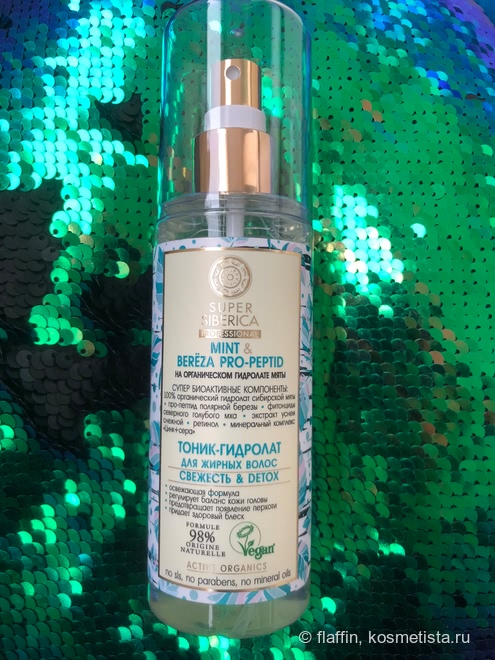 SUPER
SIBERICA
PROFESSIONAL
MINT &
BERËZA PRO-PEPTID
НА ОРГАНИЧЕСКОМ ГИДРОЛАТЕ МЯТЫ
СУПЕР БИОАКТИВНЫЕ КОМПОНЕНТЫ:
100% органический гидролат сибирской мяты
• про-пептид полярной березы • фитонциды
северного голубого мха • экстракт уснеи
снежной • ретинол • минеральный комплекс
«цинк+сера»
ТОНИК-ГИДРОЛАТ
ДЛЯ ЖИРНЫХ ВОЛОС
СВЕЖЕСТЬ & DETOX
• освежающая формула
• регулирует баланс кожи головы
• предотвращает появление перхоти
• придает здоровый блеск
FORMULE
98%
ORIGINE
NATURELLE
Vegan
ACTIVE ORGANICS
no sls, no parabens, no mineral oils
© flaffin, kosmetista.ru